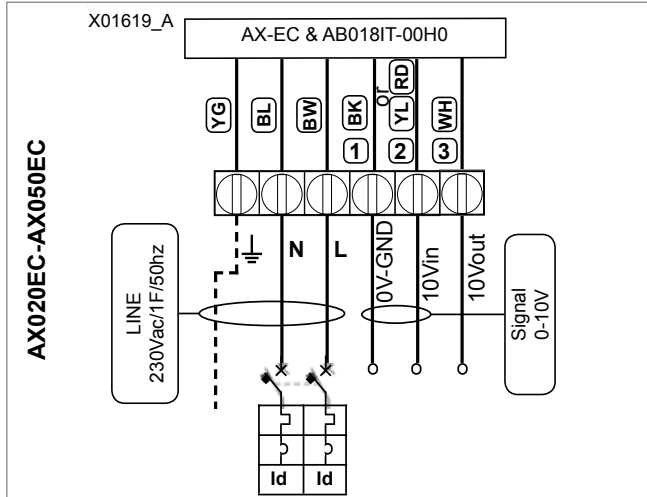 X01619_A
AX-EC & AB018IT-00H0
YG
BL
BW
BK
or
YL
RD
WH
1
2
3
AX020EC-AX050EC
N
L
0V-GND
10Vin
10Vout
LINE
230Vac/1F/50hz
Signal
0-10V
Id
Id